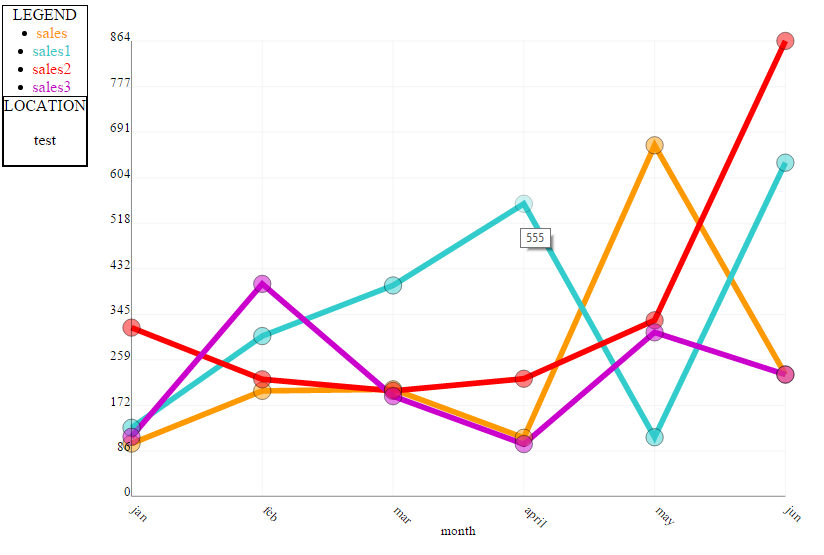 LEGEND
sales
sales1
sales2
sales3
LOCATION
test
864
777
691
604
518
432
345
259
172
86
0
555
jan
feb
mar
april
may
jun
month